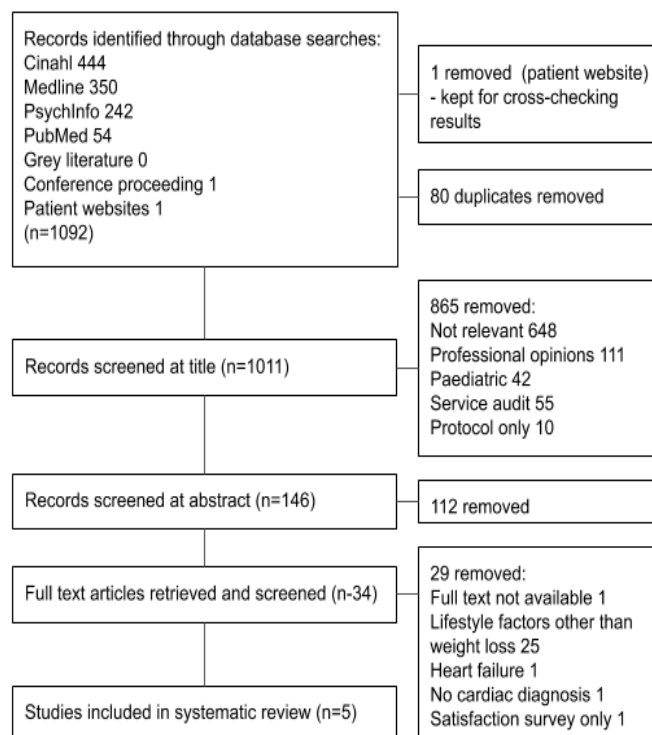 Records identified through database searches:
Cinahl 444
Medline 350
PsychInfo 242
PubMed 54
Grey literature 0
Conference proceeding 1
Patient websites 1
(n=1092)
1 removed (patient website)
- kept for cross-checking
results
80 duplicates removed
Records screened at title (n=1011)
865 removed:
Not relevant 648
Professional opinions 111
Paediatric 42
Service audit 55
Protocol only 10
Records screened at abstract (n=146)
112 removed
Full text articles retrieved and screened (n-34)
29 removed:
Full text not available 1
Lifestyle factors other than
weight loss 25
Heart failure 1
No cardiac diagnosis 1
Satisfaction survey only 1
Studies included in systematic review (n=5)